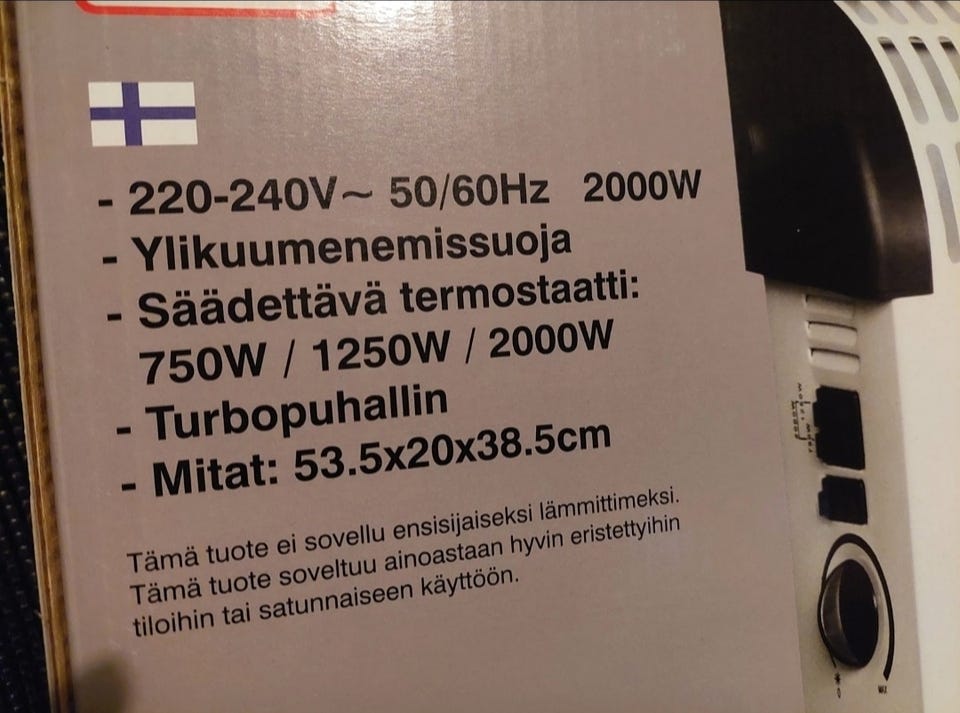 - 220-240V~ 50/60Hz 2000W
- Ylikuumenemissuoja
- Säädettävä termostaatti:
750W / 1250W / 2000W
- Turbopuhallin
- Mitat: 53.5x20x38.5cm
Tämä tuote ei sovellu ensisijaiseksi lämmittimeksi.
Tämä tuote soveltuu ainoastaan hyvin eristettyihin
tiloihin tai satunnaiseen käyttöön.
MAX